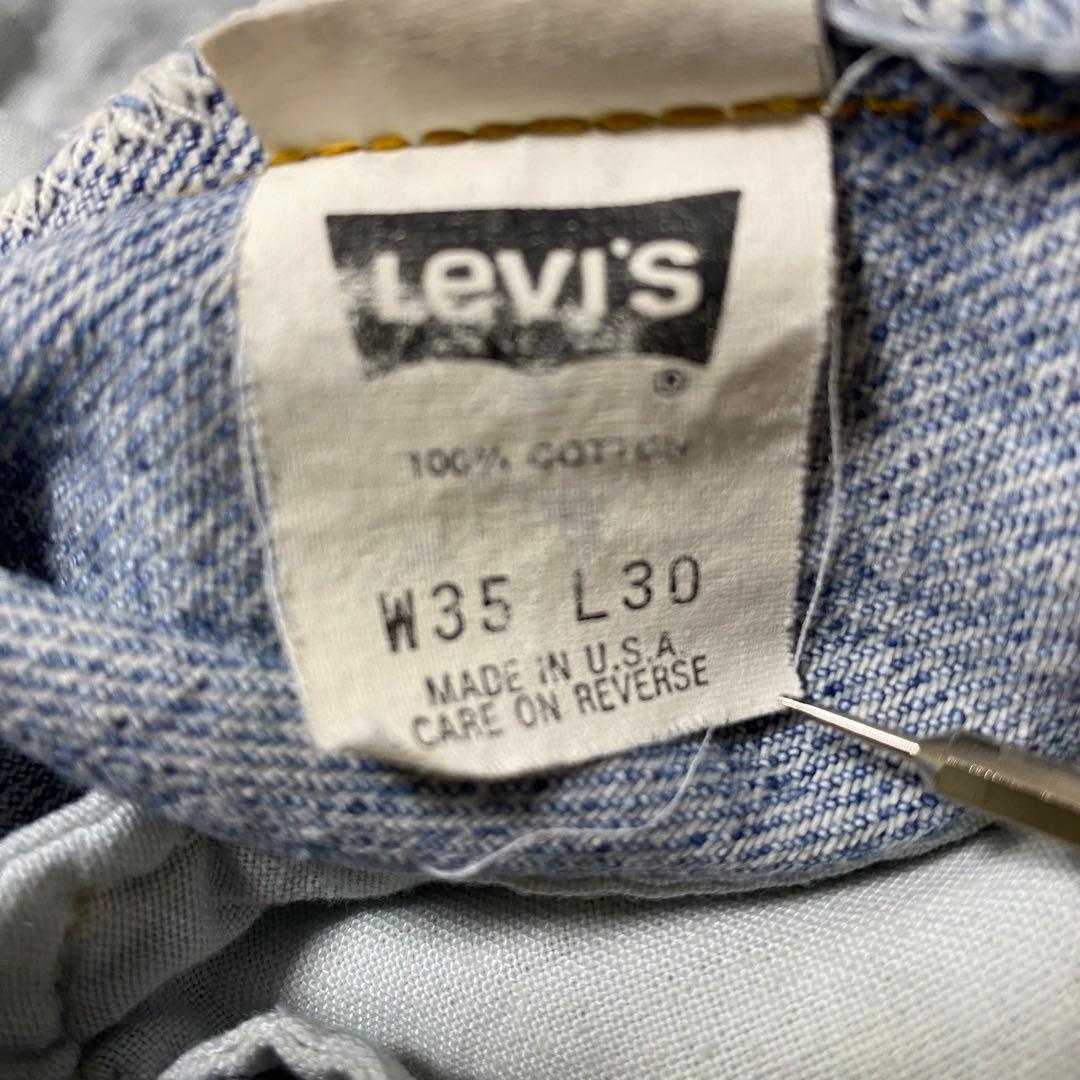 Levi's
®
100% COTTON
W35 L30
MADE IN U.S.A.
CARE ON REVERSE